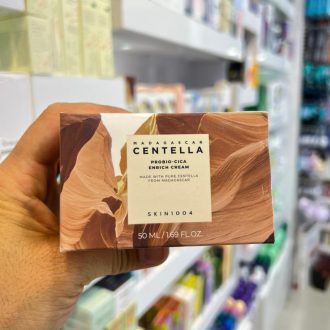 MADAGASCAR
CENTELLA
PROBIO-CICA
ENRICH CREAM
MADE WITH PURE CENTELLA
FROM MADAGASCAR
SKIN1004
50 ML / 1.69 FL.OZ.